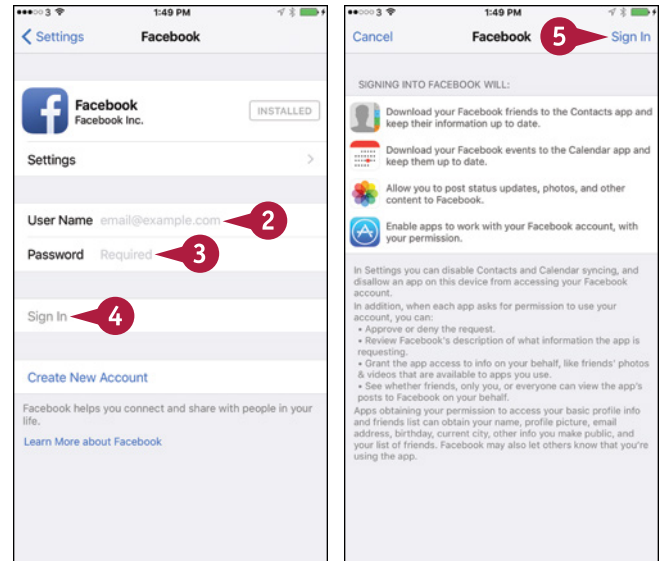 3 1:49 PM
Settings Facebook
Facebook
Facebook Inc.
INSTALLED
Settings
User Name email@example.com 2
Password Required 3
Sign In 4
Create New Account
Facebook helps you connect and share with people in your
life.
Learn More about Facebook
3 1:49 PM
Cancel Facebook 5 Sign In
SIGNING INTO FACEBOOK WILL:
Download your Facebook friends to the Contacts app and
keep their information up to date.
Download your Facebook events to the Calendar app and
keep them up to date.
Allow you to post status updates, photos, and other
content to Facebook.
Enable apps to work with your Facebook account, with
your permission.
In Settings you can disable Contacts and Calendar syncing, and
disallow an app on this device from accessing your Facebook
account.
In addition, when each app asks for permission to use your
account, you can:
• Approve or deny the request.
• Review Facebook's description of what information the app is
requesting.
• Grant the app access to info on your behalf, like friends' photos
& videos that are available to apps you use.
• See whether friends, only you, or everyone can view the app's
posts to Facebook on your behalf.
Apps obtaining your permission to access your basic profile info
and friends list can obtain your name, profile picture, email
address, birthday, current city, other info you make public, and
your list of friends. Facebook may also let others know that you're
using the app.